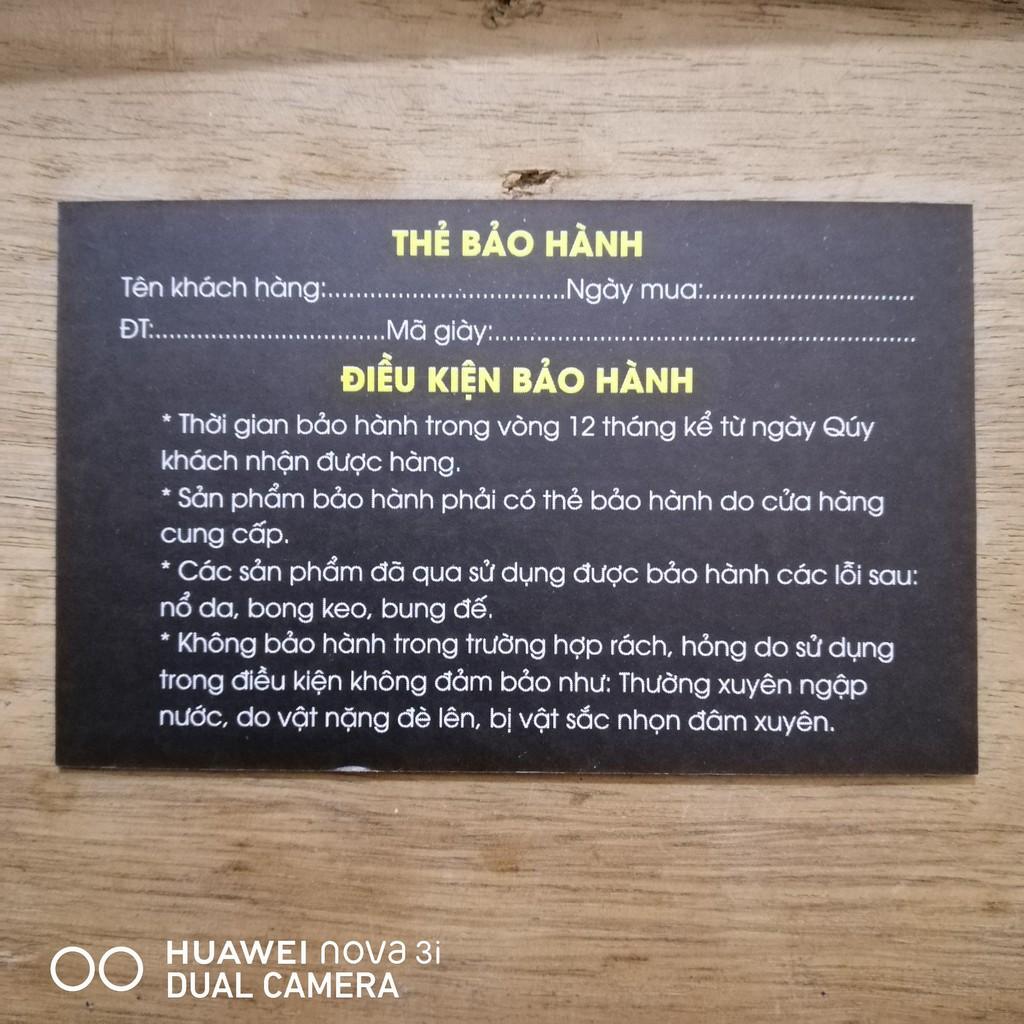 THẺ BẢO HÀNH
Tên khách hàng:..................................Ngày mua:..............................
ĐT:.................................Mã giày:............................................................
ĐIỀU KIỆN BẢO HÀNH
* Thời gian bảo hành trong vòng 12 tháng kể từ ngày Qúy
khách nhận được hàng.
* Sản phẩm bảo hành phải có thẻ bảo hành do cửa hàng
cung cấp.
* Các sản phẩm đã qua sử dụng được bảo hành các lỗi sau:
nổ da, bong keo, bung đế.
* Không bảo hành trong trường hợp rách, hỏng do sử dụng
trong điều kiện không đảm bảo như: Thường xuyên ngập
nước, do vật nặng đè lên, bị vật sắc nhọn đâm xuyên.
HUAWEI nova 3i
DUAL CAMERA